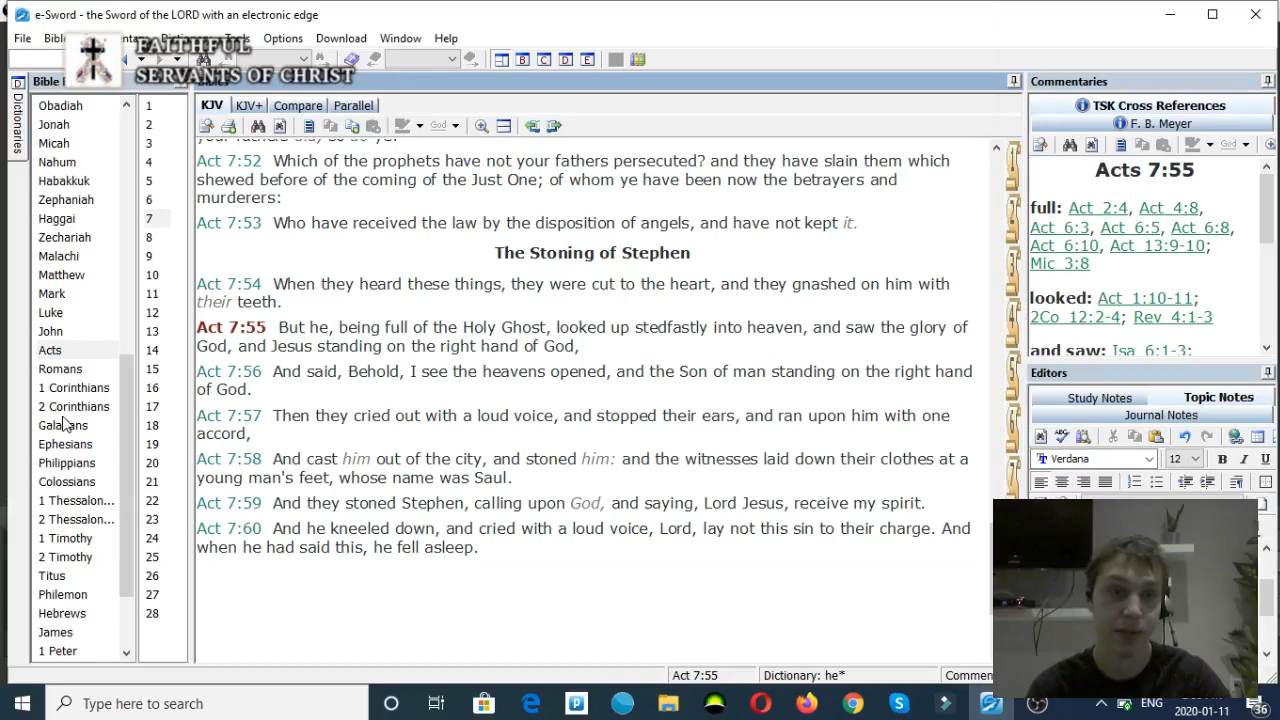 e-Sword - the Sword of the LORD with an electronic edge
File Bib Options Download Window Help
FAITHFUL
SERVANTS OF CHRIST
Dictionaries
Obadiah
Jonah
Micah
Nahum
Habakkuk
Zephaniah
Haggai
Zechariah
Malachi
Matthew
Mark
Luke
John
Acts
Romans
1 Corinthians
2 Corinthians
Galatians
Ephesians
Philippians
Colossians
1 Thessalon...
2 Thessalon...
1 Timothy
2 Timothy
Titus
Philemon
Hebrews
James
1 Peter
1
2
3
4
5
6
7
8
9
10
11
12
13
14
15
16
17
18
19
20
21
22
23
24
25
26
27
28
KJV KJV+ Compare Parallel
Act 7:52 Which of the prophets have not your fathers persecuted? and they have slain them which
shewed before of the coming of the Just One; of whom ye have been now the betrayers and
murderers:
Act 7:53 Who have received the law by the disposition of angels, and have not kept it.
The Stoning of Stephen
Act 7:54 When they heard these things, they were cut to the heart, and they gnashed on him with
their teeth.
Act 7:55 But he, being full of the Holy Ghost, looked up stedfastly into heaven, and saw the glory of
God, and Jesus standing on the right hand of God,
Act 7:56 And said, Behold, I see the heavens opened, and the Son of man standing on the right hand
of God.
Act 7:57 Then they cried out with a loud voice, and stopped their ears, and ran upon him with one
accord,
Act 7:58 And cast him out of the city, and stoned him: and the witnesses laid down their clothes at a
young man's feet, whose name was Saul.
Act 7:59 And they stoned Stephen, calling upon God, and saying, Lord Jesus, receive my spirit.
Act 7:60 And he kneeled down, and cried with a loud voice, Lord, lay not this sin to their charge. And
when he had said this, he fell asleep.
1
2
3
4
5
6
7
Commentaries
TSK Cross References
F. B. Meyer
Acts 7:55
full: Act 2:4, Act 4:8,
Act 6:3, Act 6:5, Act 6:8,
Act 6:10, Act 13:9-10;
Mic 3:8
looked: Act 1:10-11;
2Co 12:2-4; Rev 4:1-3
and saw: Isa 6:1-3;
Editors
Study Notes Topic Notes
Journal Notes
Verdana 12 B I U
Act 7:55 Dictionary: he* Commen
Type here to search
ENG
2020-01-11
36